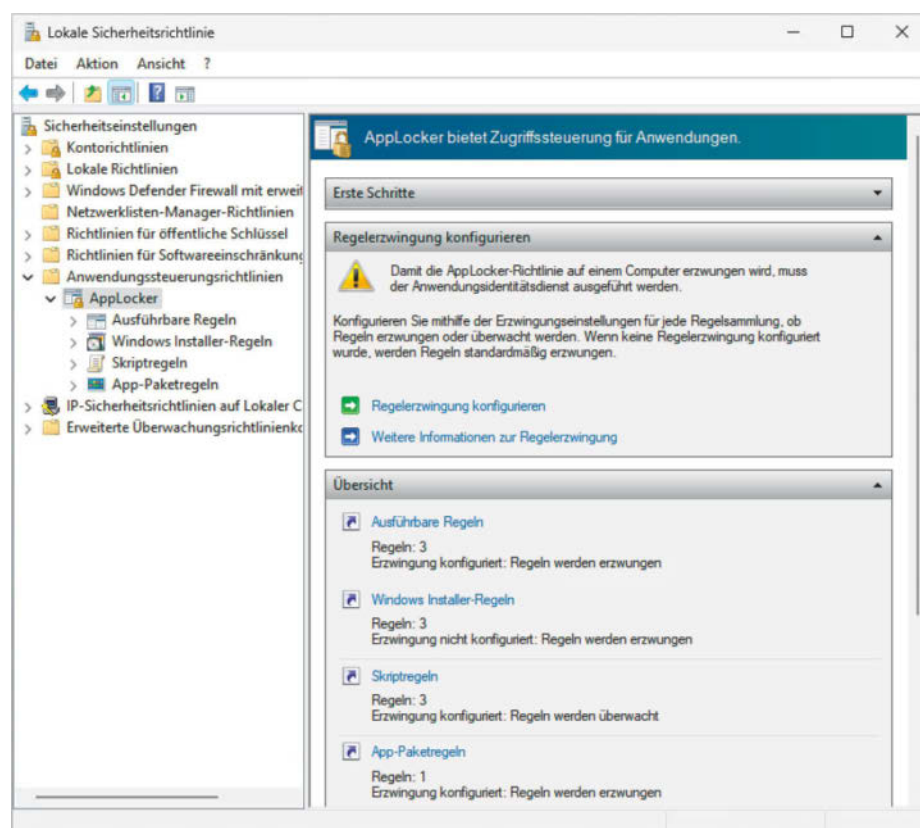 Lokale Sicherheitsrichtlinie
Datei Aktion Ansicht ?
Sicherheitseinstellungen
Kontorichtlinien
Lokale Richtlinien
Windows Defender Firewall mit erweit
Netzwerklisten-Manager-Richtlinien
Richtlinien für öffentliche Schlüssel
Richtlinien für Softwareeinschränkung
Anwendungssteuerungsrichtlinien
AppLocker
Ausführbare Regeln
Windows Installer-Regeln
Skriptregeln
App-Paketregeln
IP-Sicherheitsrichtlinien auf Lokaler C
Erweiterte Überwachungsrichtlinienko
AppLocker bietet Zugriffssteuerung für Anwendungen.
Erste Schritte
Regelerzwingung konfigurieren
Damit die AppLocker-Richtlinie auf einem Computer erzwungen wird, muss
der Anwendungsidentitätsdienst ausgeführt werden.
Konfigurieren Sie mithilfe der Erzwingungseinstellungen für jede Regelsammlung, ob
Regeln erzwungen oder überwacht werden. Wenn keine Regelerzwingung konfiguriert
wurde, werden Regeln standardmäßig erzwungen.
Regelerzwingung konfigurieren
Weitere Informationen zur Regelerzwingung
Übersicht
Ausführbare Regeln
Regeln: 3
Erzwingung konfiguriert: Regeln werden erzwungen
Windows Installer-Regeln
Regeln: 3
Erzwingung nicht konfiguriert: Regeln werden erzwungen
Skriptregeln
Regeln: 3
Erzwingung konfiguriert: Regeln werden überwacht
App-Paketregeln
Regeln: 1
Erzwingung konfiguriert: Regeln werden erzwungen